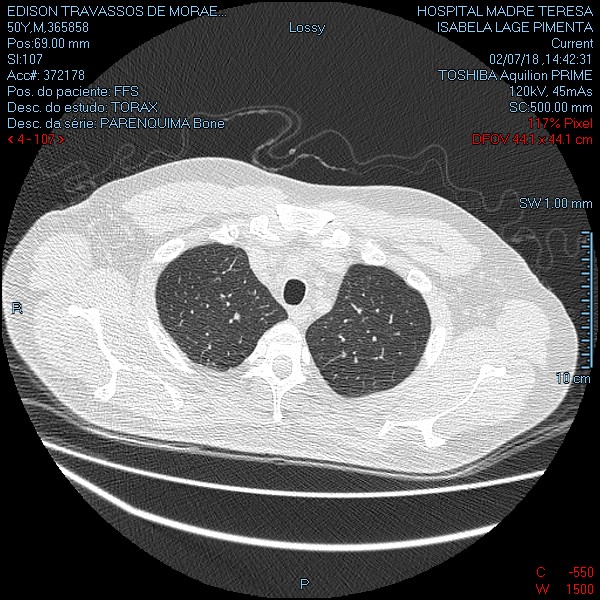 EDISON TRAVASSOS DE MORAE...
50Y,M,365858
Pos:69.00 mm
SI:107
Acc#: 372178
Pos. do paciente: FFS
Desc. do estudo: TORAX
Desc. da série: PARENQUIMA Bone
< 4 - 107 >
Lossy
HOSPITAL MADRE TERESA
ISABELA LAGE PIMENTA
Current
02/07/18 ,14:42:31
TOSHIBA Aquilion PRIME
120kV, 45mAs
SC:500.00 mm
117% Pixel
DFOV 44.1 x 44.1 cm
SW 1.00 mm
R
10 cm
P
C -550
W 1500